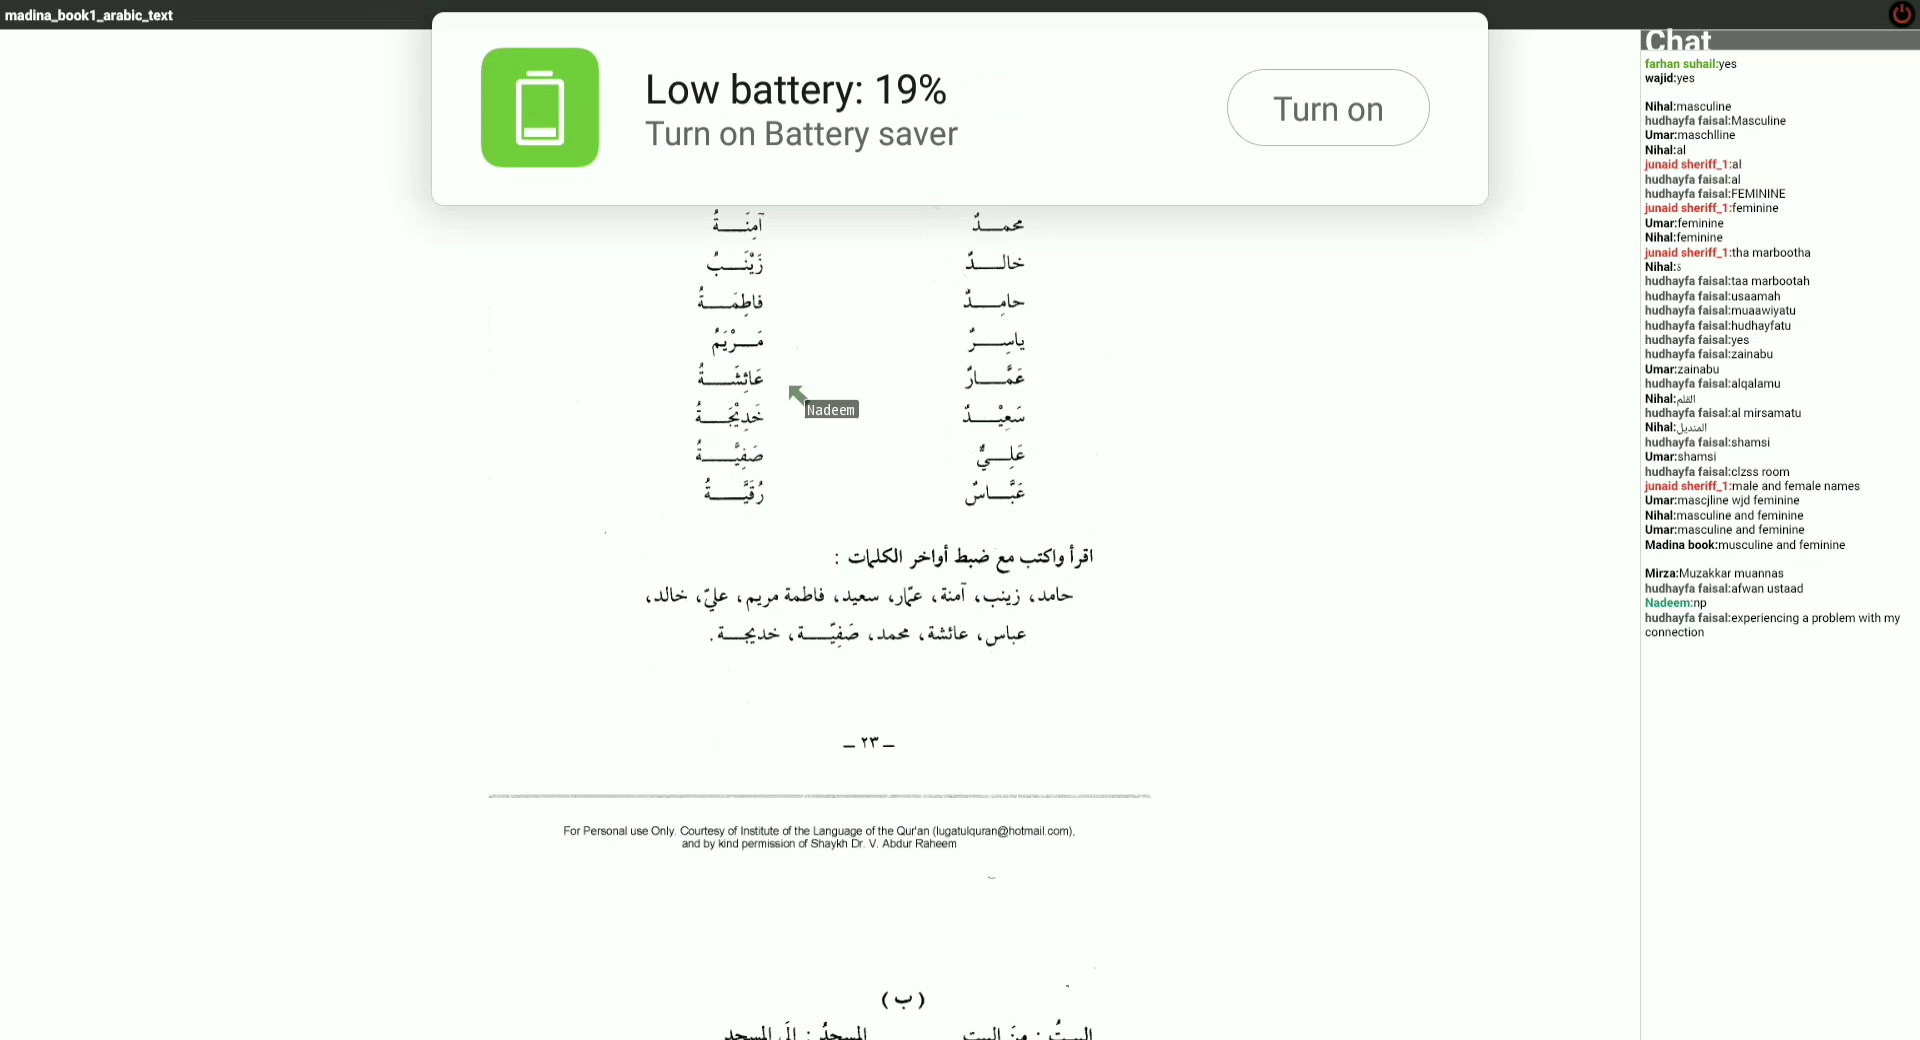 madina_book1_arabic_text
Low battery: 19%
Turn on Battery saver
Turn on
محمـــدٌ آمِنَـــةُ
خالـــدٌ زَيْنَـــبُ
حامِـــدٌ فاطِمَـــةُ
ياسِـــرٌ مَـــرْيَمُ
عَمَّـــارٌ عَائِشَـــةُ
سَعِيْـــدٌ خَدِيْجَـــةُ
عَلِـــيٌّ صَفِيَّـــةُ
عَبَّـــاسٌ رُقَيَّـــةُ
Nadeem
اقرأ واكتب مع ضبط أواخر الكلمات :
حامد، زينب، آمنة، عمّار، سعيد، فاطمة مريم، عليّ، خالد،
عباس، عائشة، محمد، صَفِيّـــة، خديجـــة.
– ٢٣ –
For Personal use Only. Courtesy of Institute of the Language of the Qur'an (lugatulquran@hotmail.com),
and by kind permission of Shaykh Dr. V. Abdur Raheem
( ب )
البيـتُ : مِنَ البيتِ المسجدُ : إلَى المسجدِ
Chat
farhan suhail:yes
wajid:yes
Nihal:masculine
hudhayfa faisal:Masculine
Umar:maschlline
Nihal:al
junaid sheriff_1:al
hudhayfa faisal:al
hudhayfa faisal:FEMININE
junaid sheriff_1:feminine
Umar:feminine
Nihal:feminine
junaid sheriff_1:tha marbootha
Nihal:ة
hudhayfa faisal:taa marbootah
hudhayfa faisal:usaamah
hudhayfa faisal:muaawiyatu
hudhayfa faisal:hudhayfatu
hudhayfa faisal:yes
hudhayfa faisal:zainabu
Umar:zainabu
hudhayfa faisal:alqalamu
Nihal:القلم
hudhayfa faisal:al mirsamatu
Nihal:المنديل
hudhayfa faisal:shamsi
Umar:shamsi
hudhayfa faisal:clzss room
junaid sheriff_1:male and female names
Umar:mascjline wjd feminine
Nihal:masculine and feminine
Umar:masculine and feminine
Madina book:musculine and feminine
Mirza:Muzakkar muannas
hudhayfa faisal:afwan ustaad
Nadeem:np
hudhayfa faisal:experiencing a problem with my
connection